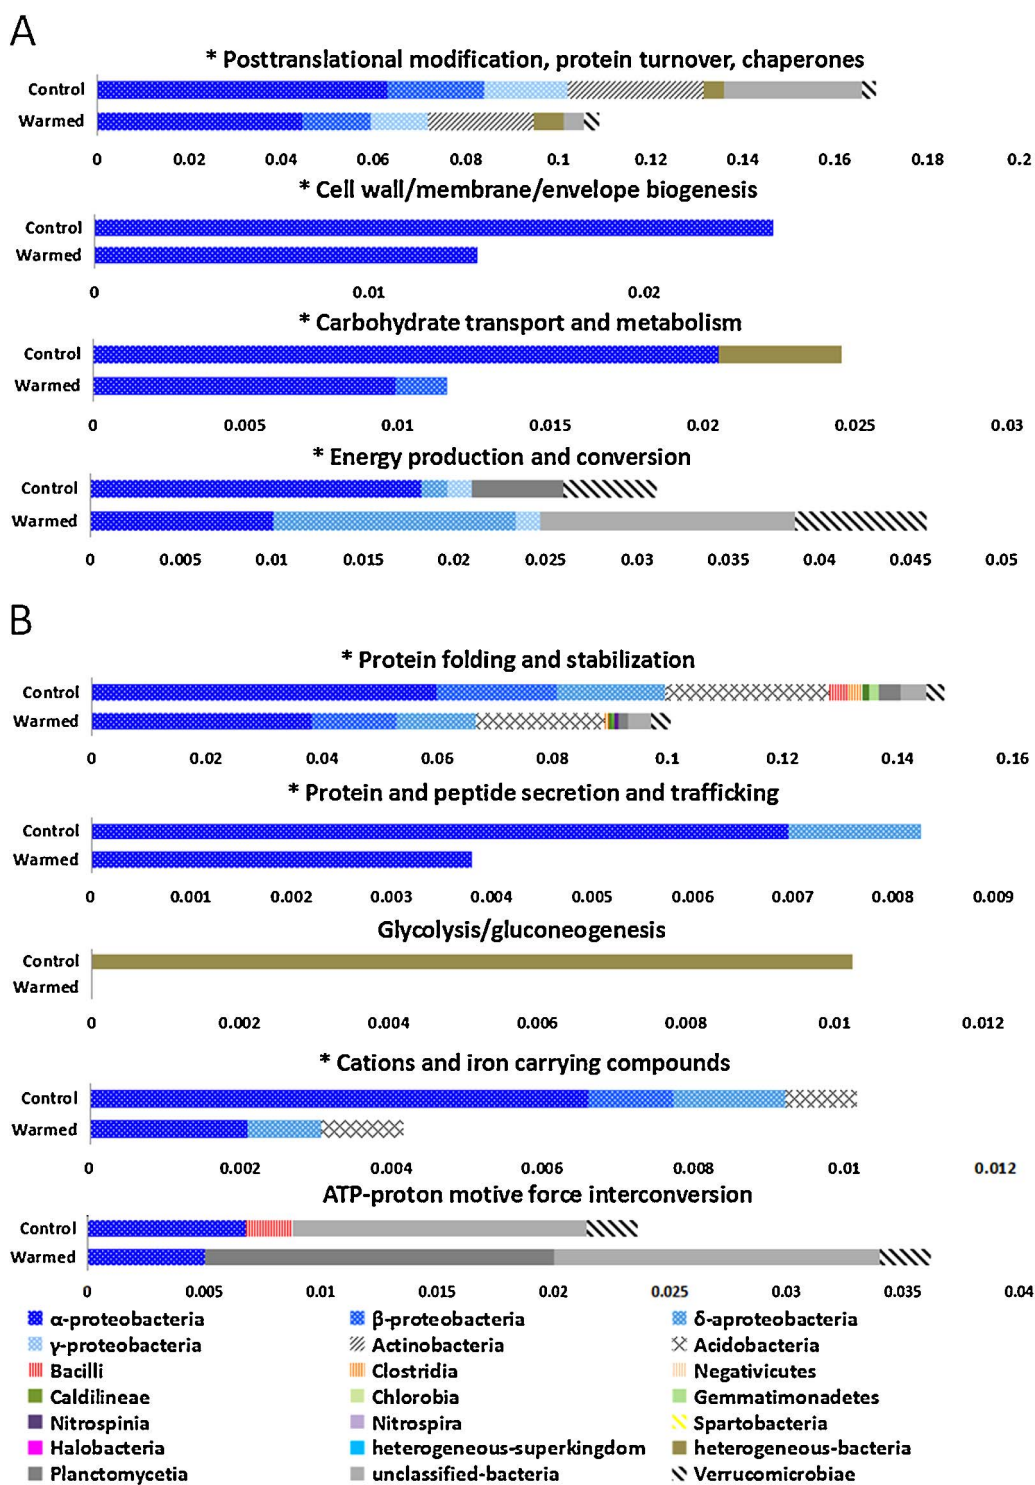 A
* Posttranslational modification, protein turnover, chaperones
Control
Warmed
0 0.02 0.04 0.06 0.08 0.1 0.12 0.14 0.16 0.18 0.2
* Cell wall/membrane/envelope biogenesis
Control
Warmed
0 0.01 0.02
* Carbohydrate transport and metabolism
Control
Warmed
0 0.005 0.01 0.015 0.02 0.025 0.03
* Energy production and conversion
Control
Warmed
0 0.005 0.01 0.015 0.02 0.025 0.03 0.035 0.04 0.045 0.05
B
* Protein folding and stabilization
Control
Warmed
0 0.02 0.04 0.06 0.08 0.1 0.12 0.14 0.16
* Protein and peptide secretion and trafficking
Control
Warmed
0 0.001 0.002 0.003 0.004 0.005 0.006 0.007 0.008 0.009
Glycolysis/gluconeogenesis
Control
Warmed
0 0.002 0.004 0.006 0.008 0.01 0.012
* Cations and iron carrying compounds
Control
Warmed
0 0.002 0.004 0.006 0.008 0.01 0.012
ATP-proton motive force interconversion
Control
Warmed
0 0.005 0.01 0.015 0.02 0.025 0.03 0.035 0.04
α-proteobacteria β-proteobacteria δ-aproteobacteria
γ-proteobacteria Actinobacteria Acidobacteria
Bacilli Clostridia Negativicutes
Caldilineae Chlorobia Gemmatimonadetes
Nitrospinia Nitrospira Spartobacteria
Halobacteria heterogeneous-superkingdom heterogeneous-bacteria
Planctomycetia unclassified-bacteria Verrucomicrobiae